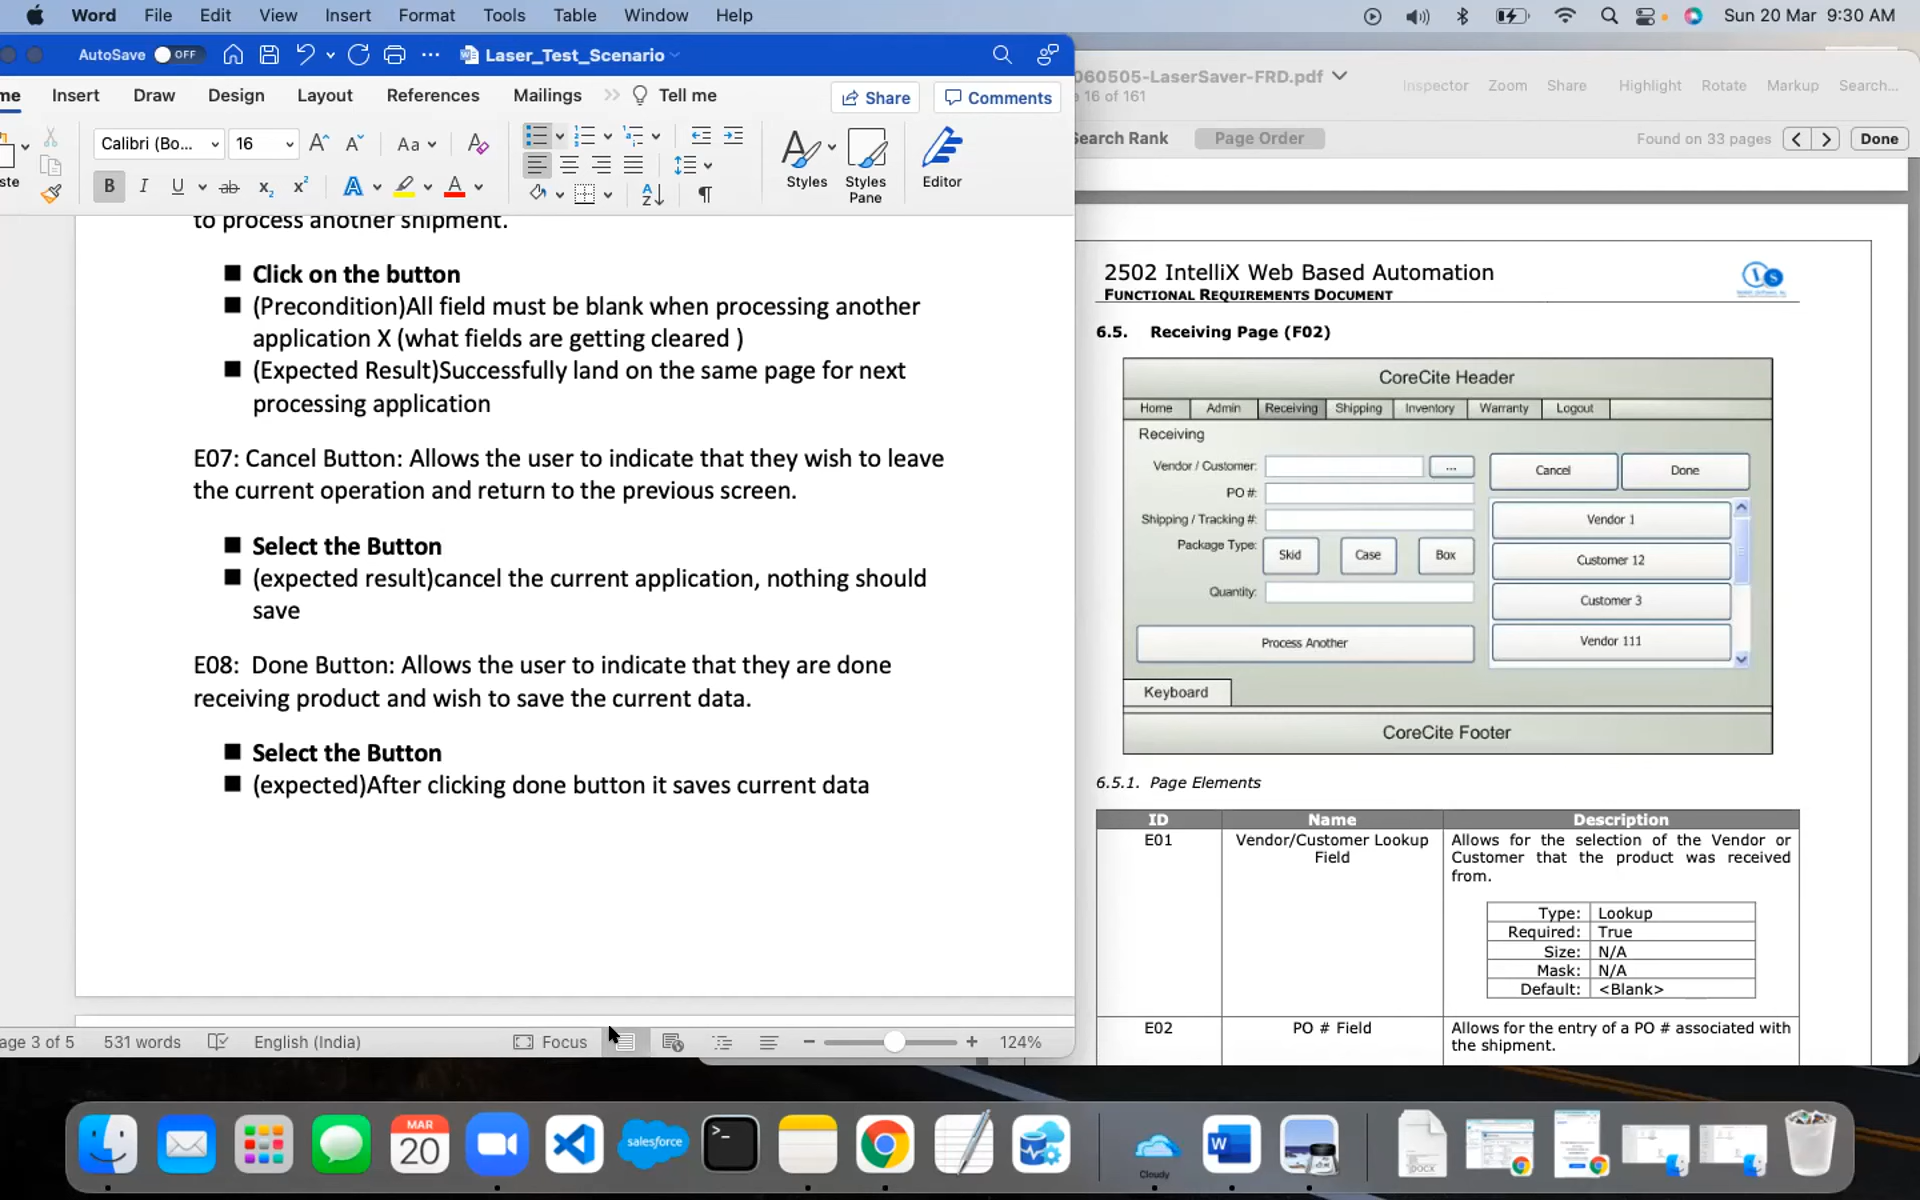 Word File Edit View Insert Format Tools Table Window Help Sun 20 Mar 9:30 AM
AutoSave OFF Laser_Test_Scenario
me Insert Draw Design Layout References Mailings Tell me Share Comments
Calibri (Bo... 16 Aa
ste B I U ab x2 x2 A A Styles Styles Pane Editor
to process another shipment.
■ Click on the button
■ (Precondition)All field must be blank when processing another
application X (what fields are getting cleared )
■ (Expected Result)Successfully land on the same page for next
processing application
E07: Cancel Button: Allows the user to indicate that they wish to leave
the current operation and return to the previous screen.
■ Select the Button
■ (expected result)cancel the current application, nothing should
save
E08:  Done Button: Allows the user to indicate that they are done
receiving product and wish to save the current data.
■ Select the Button
■ (expected)After clicking done button it saves current data
age 3 of 5 531 words English (India) Focus 124%
060505-LaserSaver-FRD.pdf
16 of 161
Inspector Zoom Share Highlight Rotate Markup Search...
Search Rank Page Order Found on 33 pages Done
2502 IntelliX Web Based Automation
FUNCTIONAL REQUIREMENTS DOCUMENT
6.5. Receiving Page (F02)
CoreCite Header
Home Admin Receiving Shipping Inventory Warranty Logout
Receiving
Vendor / Customer: ... Cancel Done
PO #:
Shipping / Tracking #: Vendor 1
Package Type: Skid Case Box Customer 12
Quantity: Customer 3
Process Another Vendor 111
Keyboard
CoreCite Footer
6.5.1. Page Elements
ID Name Description
E01 Vendor/Customer Lookup Field Allows for the selection of the Vendor or
Customer that the product was received
from.
Type: Lookup
Required: True
Size: N/A
Mask: N/A
Default: <Blank>
E02 PO # Field Allows for the entry of a PO # associated with
the shipment.
MAR
20
salesforce
Cloudy
W
DOCX